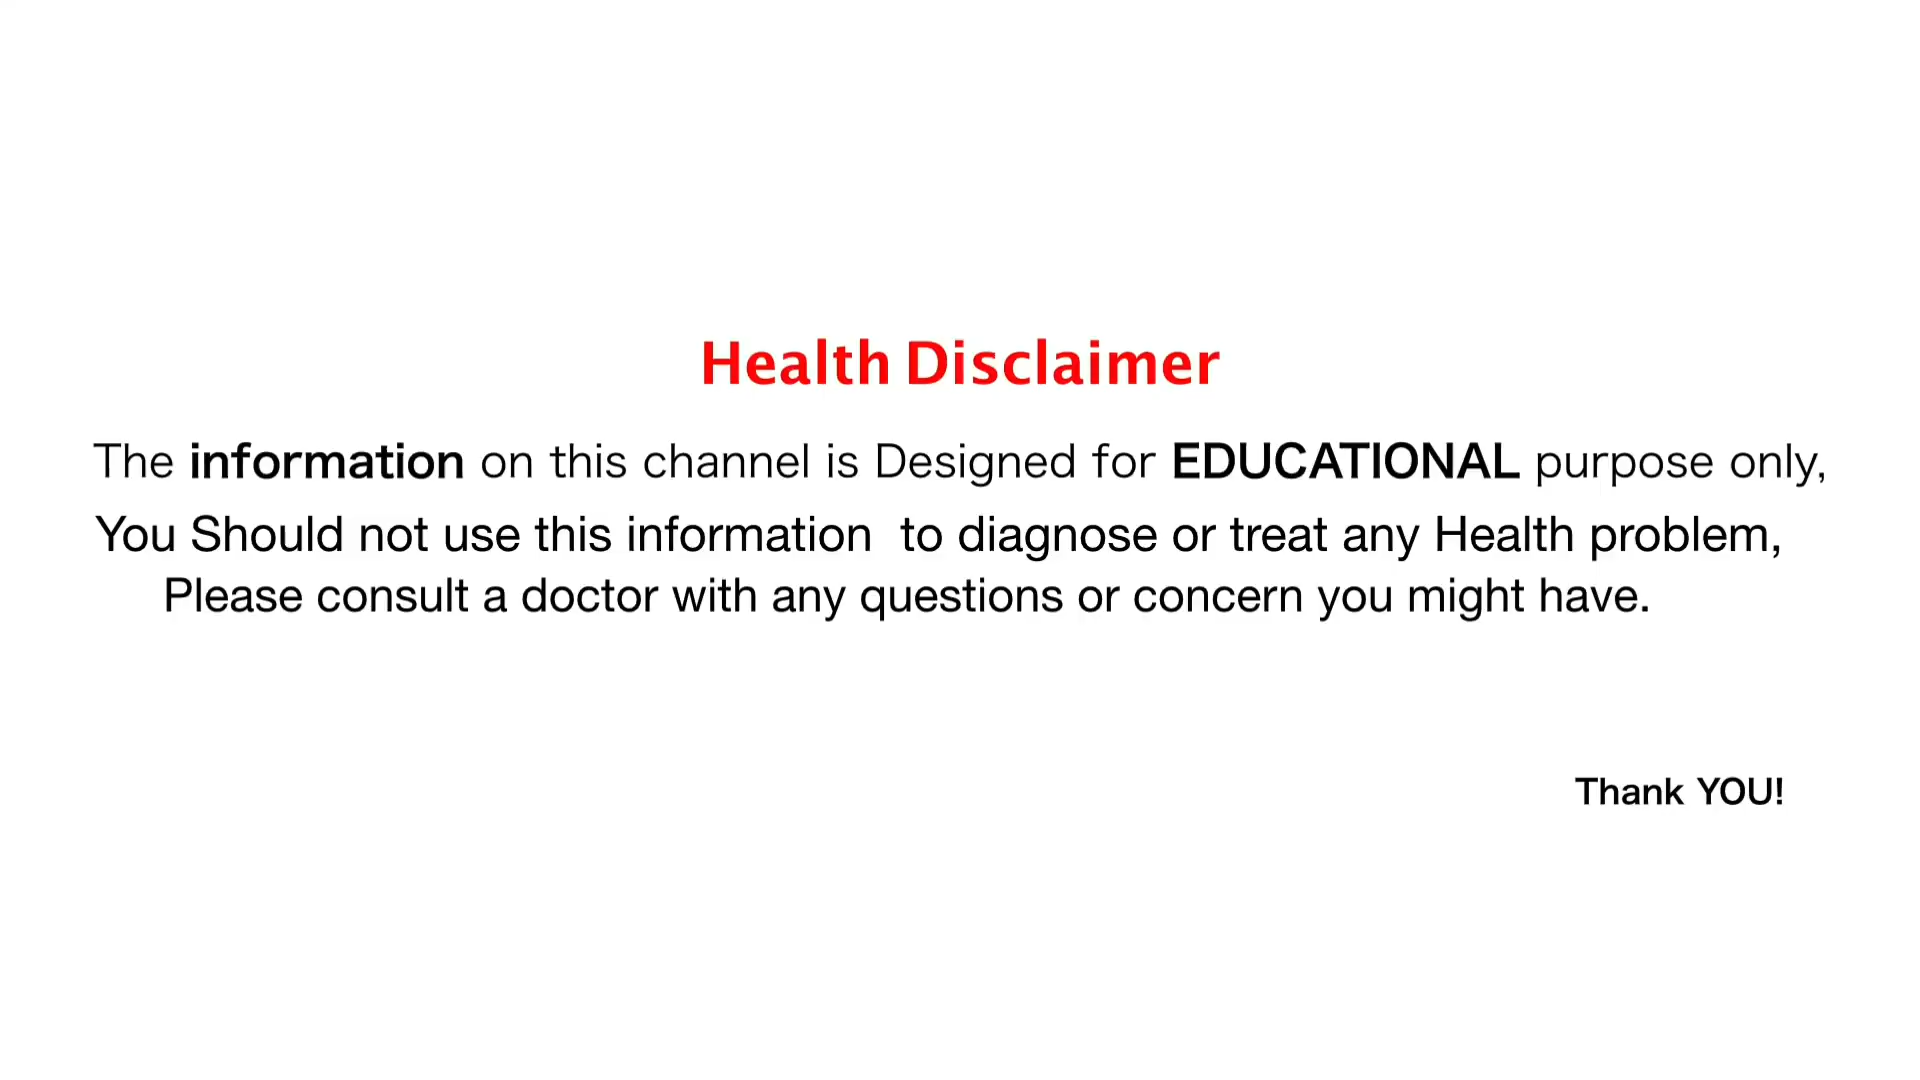 Health Disclaimer
The information on this channel is Designed for EDUCATIONAL purpose only,
You Should not use this information  to diagnose or treat any Health problem,
Please consult a doctor with any questions or concern you might have.
Thank YOU!